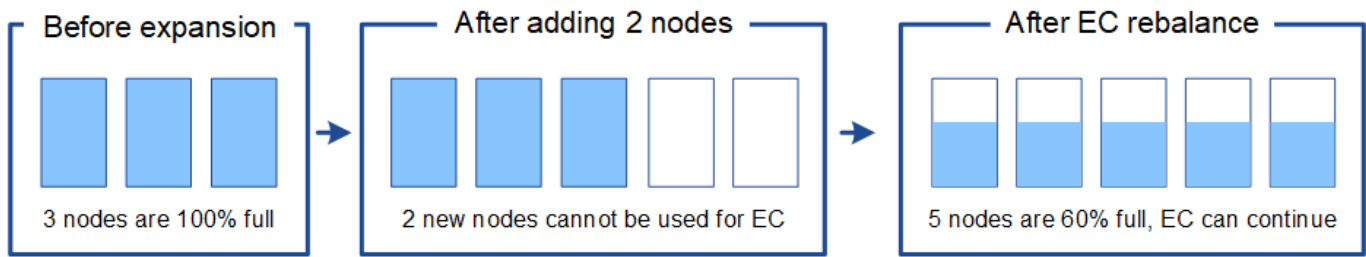 Before expansion
3 nodes are 100% full
After adding 2 nodes
2 new nodes cannot be used for EC
After EC rebalance
5 nodes are 60% full, EC can continue